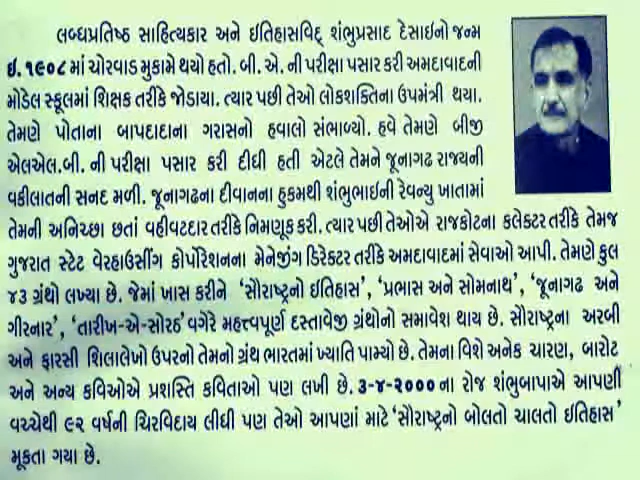 લબ્ધપ્રતિષ્ઠ સાહિત્યકાર અને ઈતિહાસવિદ્ શંભુપ્રસાદ દેસાઈનો જન્મ
ઇ. ૧૯૦૮ માં ચોરવાડ મુકામે થયો હતો. બી. એ. ની પરીક્ષા પસાર કરી અમદાવાદની
મોડેલ સ્કૂલમાં શિક્ષક તરીકે જોડાયા. ત્યાર પછી તેઓ લોકશક્તિના ઉપમંત્રી થયા.
તેમણે પોતાના બાપદાદાના ગરાસનો હવાલો સંભાળ્યો. હવે તેમણે બીજી
એલએલ.બી. ની પરીક્ષા પસાર કરી દીધી હતી એટલે તેમને જૂનાગઢ રાજ્યની
વકીલાતની સનદ મળી. જૂનાગઢના દીવાનના હુકમથી શંભુભાઈની રેવન્યુ ખાતામાં
તેમની અનિચ્છા છતાં વહીવટદાર તરીકે નિમણૂક કરી. ત્યાર પછી તેઓએ રાજકોટના કલેક્ટર તરીકે તેમજ
ગુજરાત સ્ટેટ વેરહાઉસીંગ કોર્પોરેશનના મેનેજીંગ ડિરેક્ટર તરીકે અમદાવાદમાં સેવાઓ આપી. તેમણે કુલ
૪૩ ગ્રંથો લખ્યા છે. જેમાં ખાસ કરીને ‘સૌરાષ્ટ્રનો ઈતિહાસ’, ‘પ્રભાસ અને સોમનાથ’, ‘જૂનાગઢ અને
ગીરનાર’, ‘તારીખ-એ-સોરઠ’ વગેરે મહત્ત્વપૂર્ણ દસ્તાવેજી ગ્રંથોનો સમાવેશ થાય છે. સૌરાષ્ટ્રના અરબી
અને ફારસી શિલાલેખો ઉપરનો તેમનો ગ્રંથ ભારતમાં ખ્યાતિ પામ્યો છે. તેમના વિશે અનેક ચારણ, બારોટ
અને અન્ય કવિઓએ પ્રશસ્તિ કવિતાઓ પણ લખી છે. ૩-૪-૨૦૦૦ ના રોજ શંભુબાપાએ આપણી
વચ્ચેથી ૯૨ વર્ષની ચિરવિદાય લીધી પણ તેઓ આપણાં માટે ‘સૌરાષ્ટ્રનો બોલતો ચાલતો ઈતિહાસ’
મૂકતા ગયા છે.